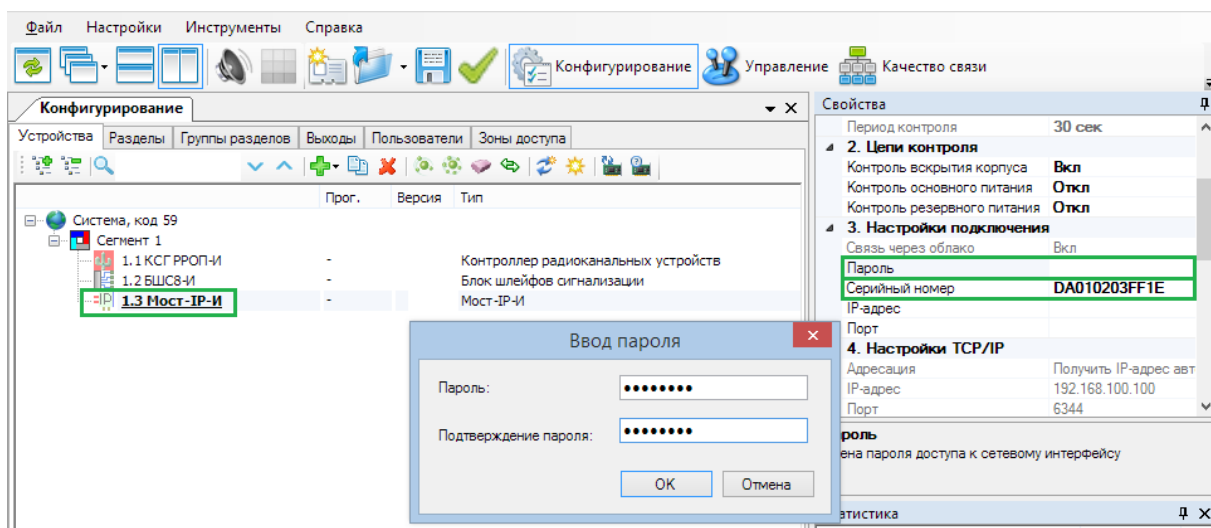 Файл Настройки Инструменты Справка
Конфигурирование Управление Качество связи
Конфигурирование
Устройства Разделы Группы разделов Выходы Пользователи Зоны доступа
Прог. Версия Тип
Система, код 59
Сегмент 1
1.1 КСГ РРОП-И - Контроллер радиоканальных устройств
1.2 БШС8-И - Блок шлейфов сигнализации
1.3 Мост-IP-И - Мост-IP-И
Ввод пароля
Пароль: ••••••••
Подтверждение пароля: ••••••••
OK Отмена
Свойства
Период контроля 30 сек
2. Цепи контроля
Контроль вскрытия корпуса Вкл
Контроль основного питания Откл
Контроль резервного питания Откл
3. Настройки подключения
Связь через облако Вкл
Пароль
Серийный номер DA010203FF1E
IP-адрес
Порт
4. Настройки TCP/IP
Адресация Получить IP-адрес авт
IP-адрес 192.168.100.100
Порт 6344
роль
ена пароля доступа к сетевому интерфейсу
атистика